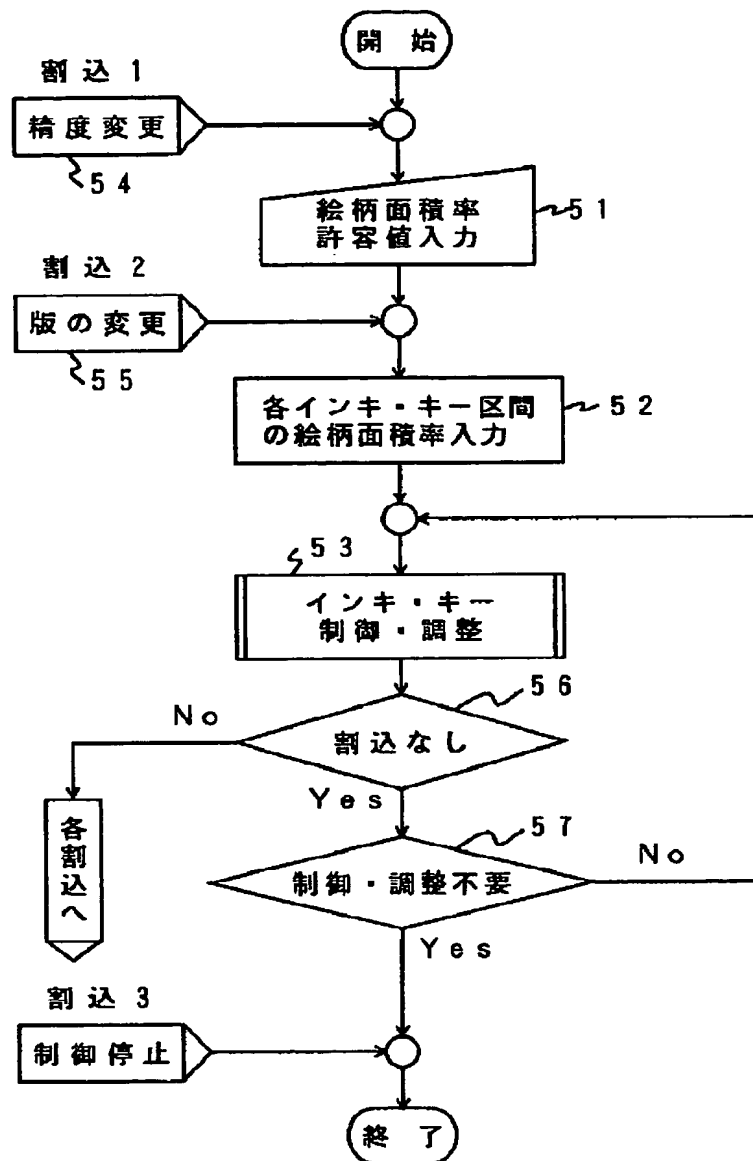 開始
割込1
精度変更
54
絵柄面積率
許容値入力
51
割込2
版の変更
55
各インキ・キー区間
の絵柄面積率入力
52
53
インキ・キー
制御・調整
56
No
割込なし
Yes
各割込へ
57
No
制御・調整不要
Yes
割込3
制御停止
終了